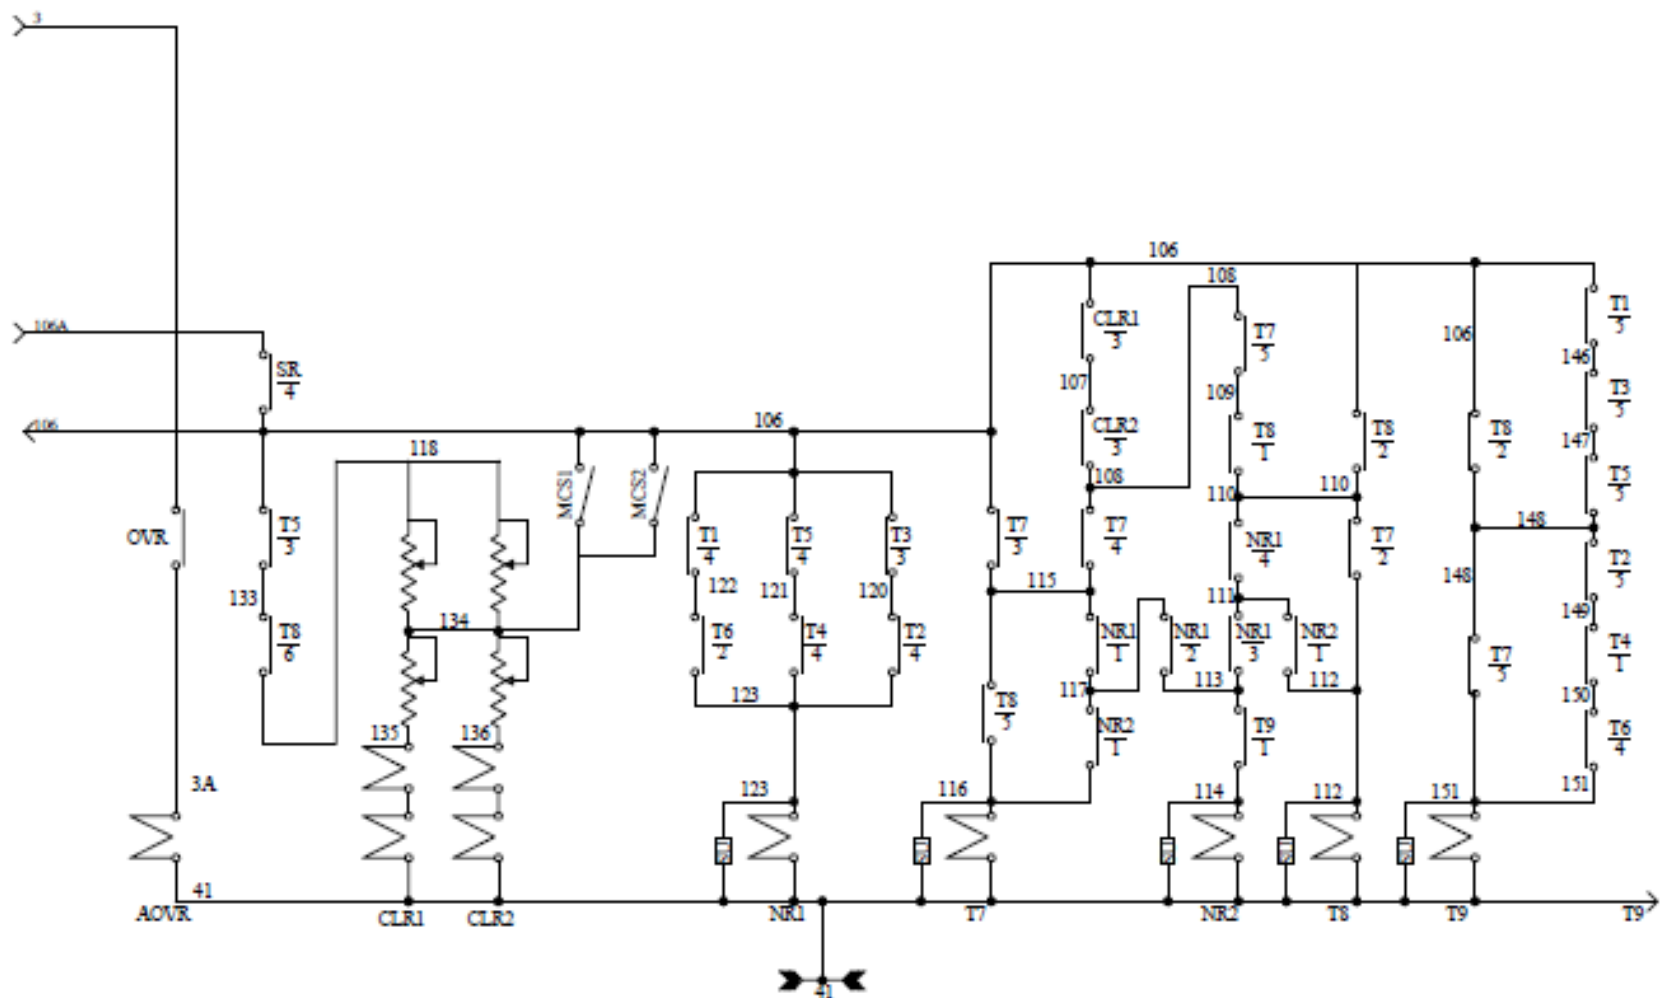 3
106
108
T1
5
CLR1
3
T7
5
106A
106
146
SR
4
107
109
T3
5
106
106
CLR2
3
T8
1
T8
2
T8
2
147
118
108
T5
5
MCS1
MCS2
110
110
OVR
T5
3
T1
4
T5
4
T3
3
T7
3
T7
4
NR1
4
T7
2
148
T2
5
133
122
121
120
115
111
148
149
134
T8
6
T6
2
T4
4
T2
4
NR1
1
NR1
2
NR1
3
NR2
1
T7
5
T4
1
123
T8
5
117
113
112
150
135
136
NR2
1
T9
1
T6
4
3A
123
116
114
112
151
151
41
AOVR
CLR1
CLR2
NR1
T7
NR2
T8
T9
T9
41